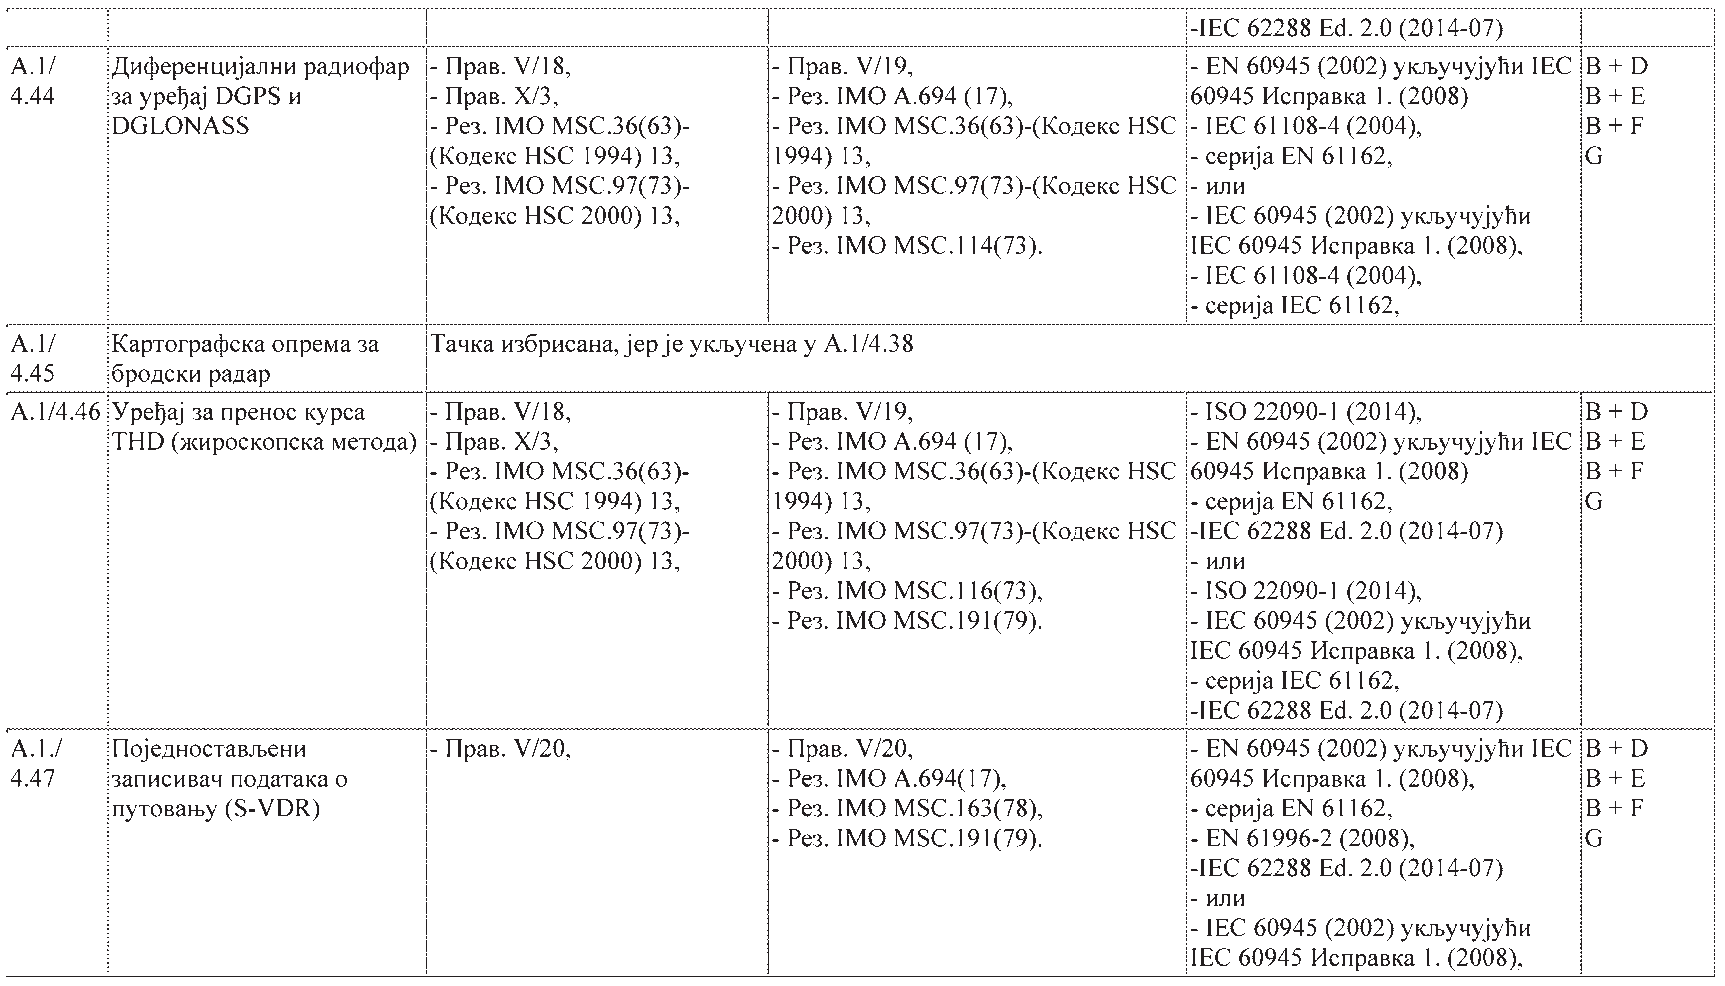 -IEC 62288 Ed. 2.0 (2014-07)
А.1/
4.44
Диференцијални радиофар
за уређај DGPS и
DGLONASS
- Прав. V/18,
- Прав. X/3,
- Рез. IMO MSC.36(63)-
(Кодекс HSC 1994) 13,
- Рез. IMO MSC.97(73)-
(Кодекс HSC 2000) 13,
- Прав. V/19,
- Рез. IMO A.694 (17),
- Рез. IMO MSC.36(63)-(Кодекс HSC
1994) 13,
- Рез. IMO MSC.97(73)-(Кодекс HSC
2000) 13,
- Рез. IMO MSC.114(73).
- EN 60945 (2002) укључујући IEC
60945 Исправка 1. (2008)
- IEC 61108-4 (2004),
- серија EN 61162,
- или
- IEC 60945 (2002) укључујући
IEC 60945 Исправка 1. (2008),
- IEC 61108-4 (2004),
- серија IEC 61162,
B + D
B + E
B + F
G
А.1/
4.45
Картографска опрема за
бродски радар
Тачка избрисана, јер је укључена у А.1/4.38
А.1/4.46
Уређај за пренос курса
THD (жироскопска метода)
- Прав. V/18,
- Прав. X/3,
- Рез. IMO MSC.36(63)-
(Кодекс HSC 1994) 13,
- Рез. IMO MSC.97(73)-
(Кодекс HSC 2000) 13,
- Прав. V/19,
- Рез. IMO A.694 (17),
- Рез. IMO MSC.36(63)-(Кодекс HSC
1994) 13,
- Рез. IMO MSC.97(73)-(Кодекс HSC
2000) 13,
- Рез. IMO MSC.116(73),
- Рез. IMO MSC.191(79).
- ISO 22090-1 (2014),
- EN 60945 (2002) укључујући IEC
60945 Исправка 1. (2008)
- серија EN 61162,
-IEC 62288 Ed. 2.0 (2014-07)
- или
- ISO 22090-1 (2014),
- IEC 60945 (2002) укључујући
IEC 60945 Исправка 1. (2008),
- серија IEC 61162,
-IEC 62288 Ed. 2.0 (2014-07)
B + D
B + E
B + F
G
А.1./
4.47
Поједностављени
записивач података о
путовању (S-VDR)
- Прав. V/20,
- Прав. V/20,
- Рез. IMO A.694(17),
- Рез. IMO MSC.163(78),
- Рез. IMO MSC.191(79).
- EN 60945 (2002) укључујући IEC
60945 Исправка 1. (2008),
- серија EN 61162,
- EN 61996-2 (2008),
-IEC 62288 Ed. 2.0 (2014-07)
- или
- IEC 60945 (2002) укључујући
IEC 60945 Исправка 1. (2008),
B + D
B + E
B + F
G